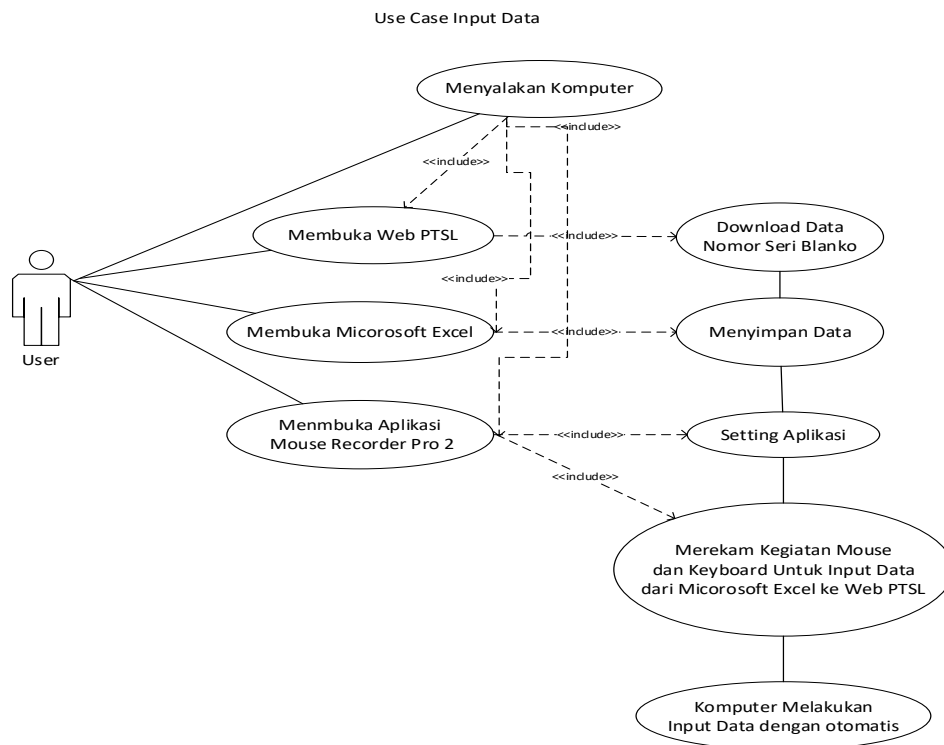 Use Case Input Data
Menyalakan Komputer
<<include>>
<<include>>
Membuka Web PTSL
<<include>>
Download Data
Nomor Seri Blanko
<<include>>
User
Membuka Micorosoft Excel
<<include>>
Menyimpan Data
Menmbuka Aplikasi
Mouse Recorder Pro 2
<<include>>
Setting Aplikasi
<<include>>
Merekam Kegiatan Mouse
dan Keyboard Untuk Input Data
dari Micorosoft Excel ke Web PTSL
Komputer Melakukan
Input Data dengan otomatis